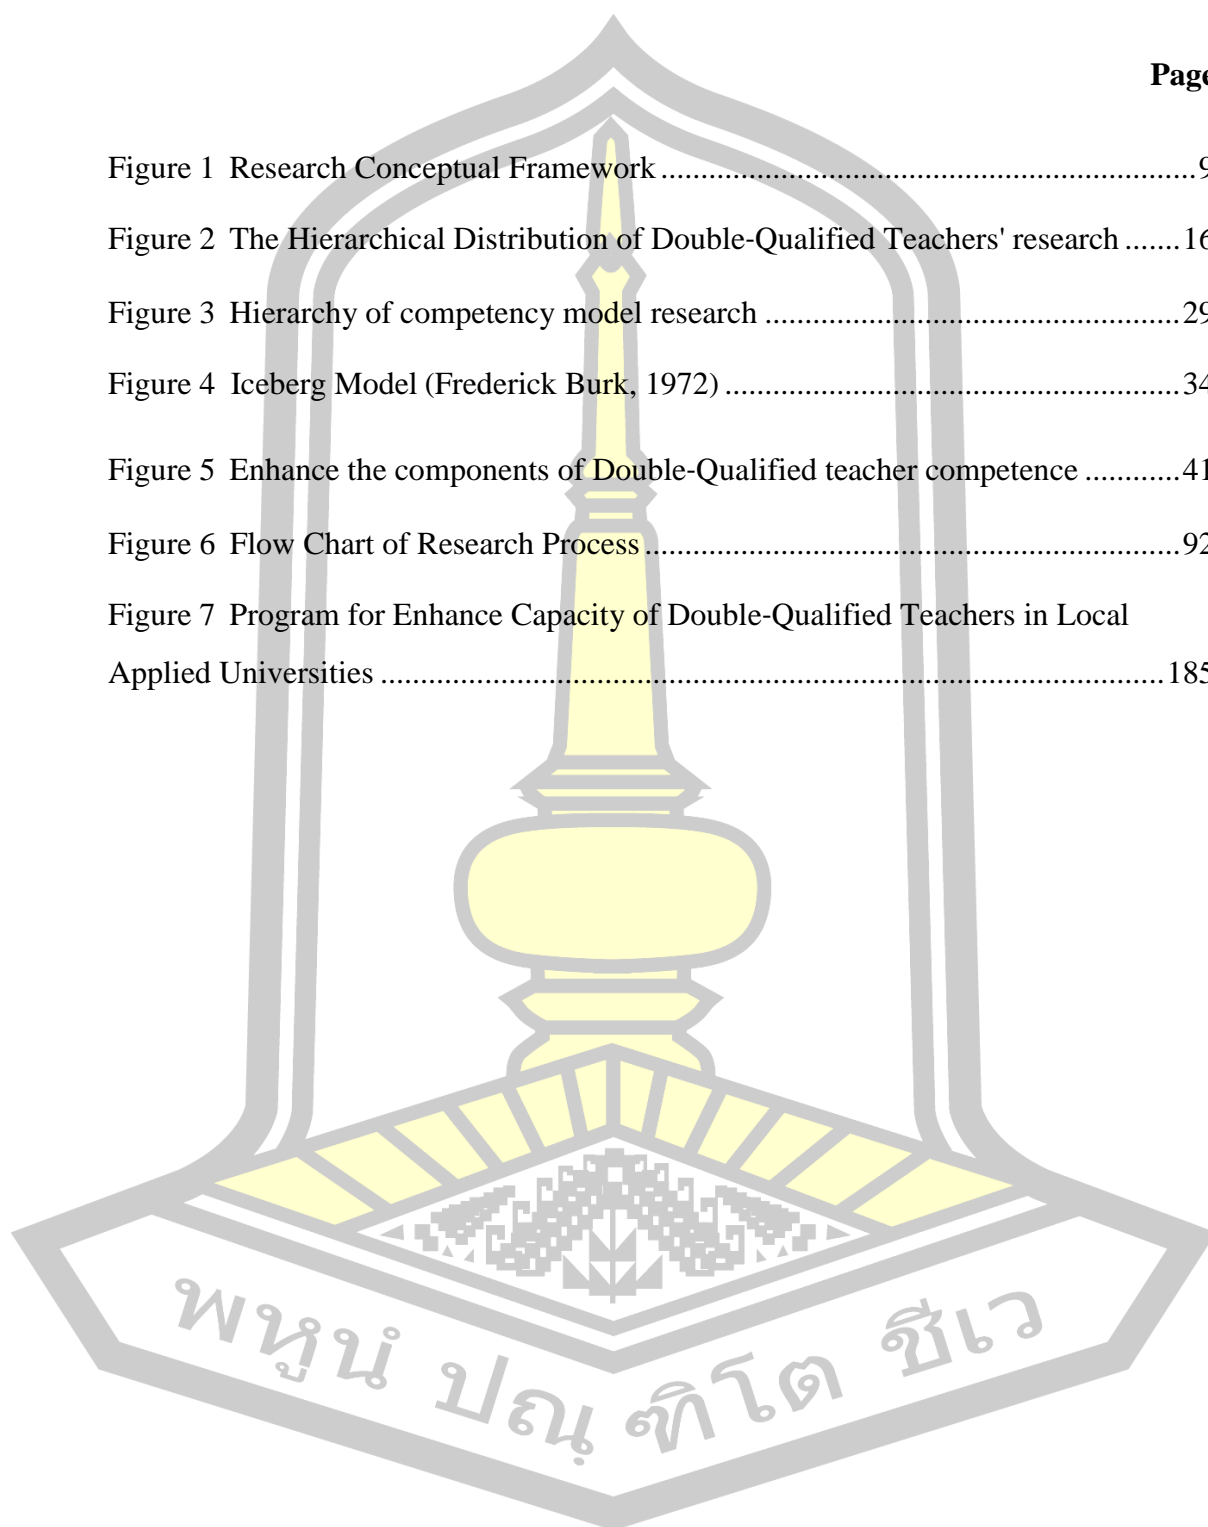 Page
Figure 1 Research Conceptual Framework ................................................................. 9
Figure 2 The Hierarchical Distribution of Double-Qualified Teachers' research ....... 16
Figure 3 Hierarchy of competency model research .................................................. 29
Figure 4 Iceberg Model (Frederick Burk, 1972) ....................................................... 34
Figure 5 Enhance the components of Double-Qualified teacher competence ............ 41
Figure 6 Flow Chart of Research Process ................................................................. 92
Figure 7 Program for Enhance Capacity of Double-Qualified Teachers in Local
Applied Universities ............................................................................................... 185
พหูนํ ปณฺ ฑิโต ชีเว